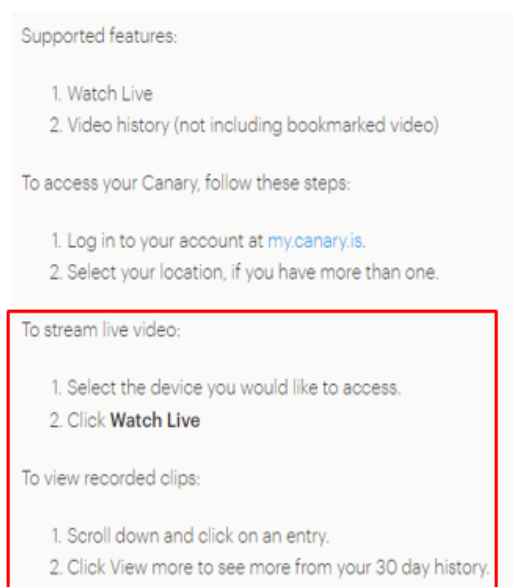 Supported features:
1. Watch Live
2. Video history (not including bookmarked video)
To access your Canary, follow these steps:
1. Log in to your account at my.canary.is.
2. Select your location, if you have more than one.
To stream live video:
1. Select the device you would like to access.
2. Click Watch Live
To view recorded clips:
1. Scroll down and click on an entry.
2. Click View more to see more from your 30 day history.